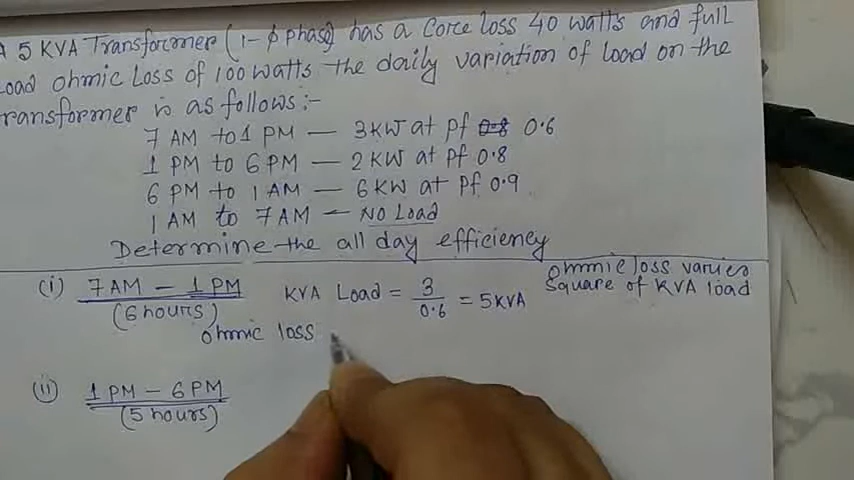 A 5 KVA Transformer (1-ϕ phase) has a Core loss 40 watts and full
Load ohmic Loss of 100 watts the daily variation of load on the
transformer is as follows:-
7 AM to 1 PM — 3 KW at pf 0.8 0.6
1 PM to 6 PM — 2 KW at pf 0.8
6 PM to 1 AM — 6 KW at pf 0.9
1 AM to 7 AM — No Load
Determine the all day efficiency
(i) 7 AM — 1 PM
(6 hours)
KVA Load = 3/0.6 = 5 KVA
ohmic loss varies
square of KVA load
ohmic loss
(ii) 1 PM — 6 PM
(5 hours)